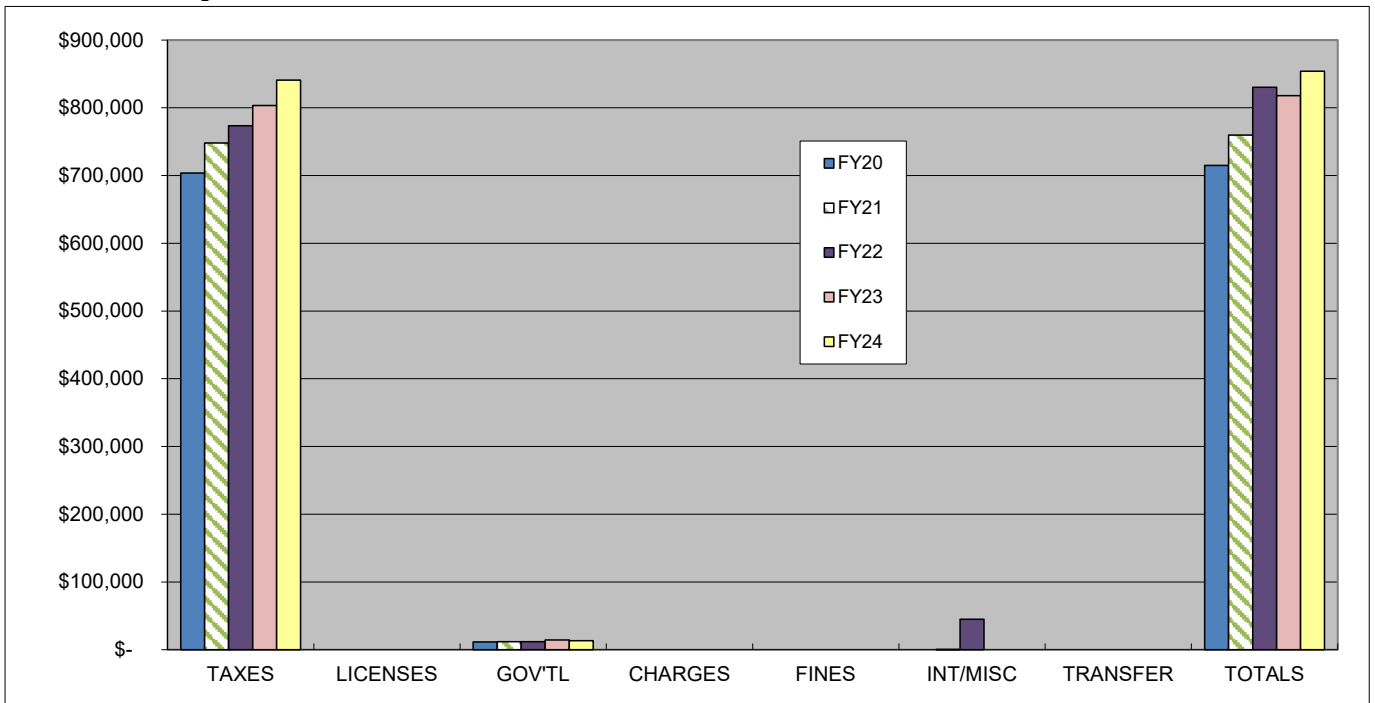 $900,000
$800,000
$700,000
$600,000
$500,000
$400,000
$300,000
$200,000
$100,000
$-
FY20
FY21
FY22
FY23
FY24
TAXES LICENSES GOV'TL CHARGES FINES INT/MISC TRANSFER TOTALS